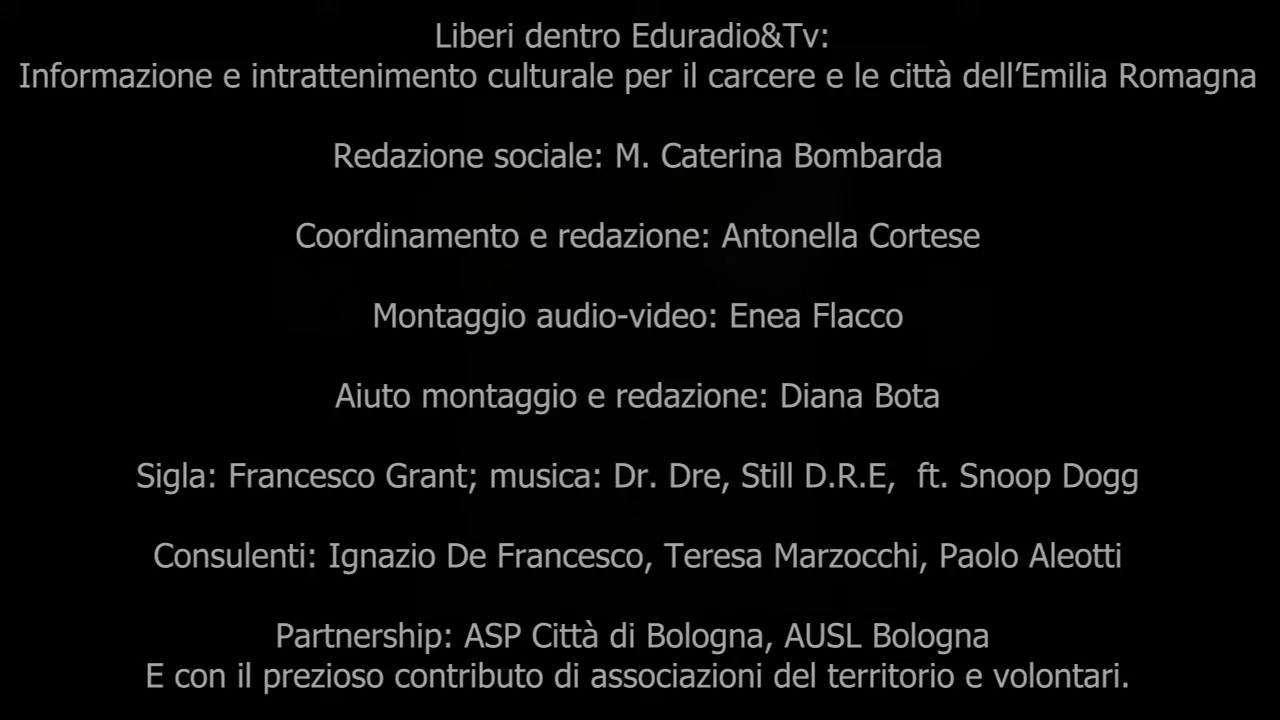 Liberi dentro Eduradio&Tv:
Informazione e intrattenimento culturale per il carcere e le città dell’Emilia Romagna
Redazione sociale: M. Caterina Bombarda
Coordinamento e redazione: Antonella Cortese
Montaggio audio-video: Enea Flacco
Aiuto montaggio e redazione: Diana Bota
Sigla: Francesco Grant; musica: Dr. Dre, Still D.R.E,  ft. Snoop Dogg
Consulenti: Ignazio De Francesco, Teresa Marzocchi, Paolo Aleotti
Partnership: ASP Città di Bologna, AUSL Bologna
E con il prezioso contributo di associazioni del territorio e volontari.